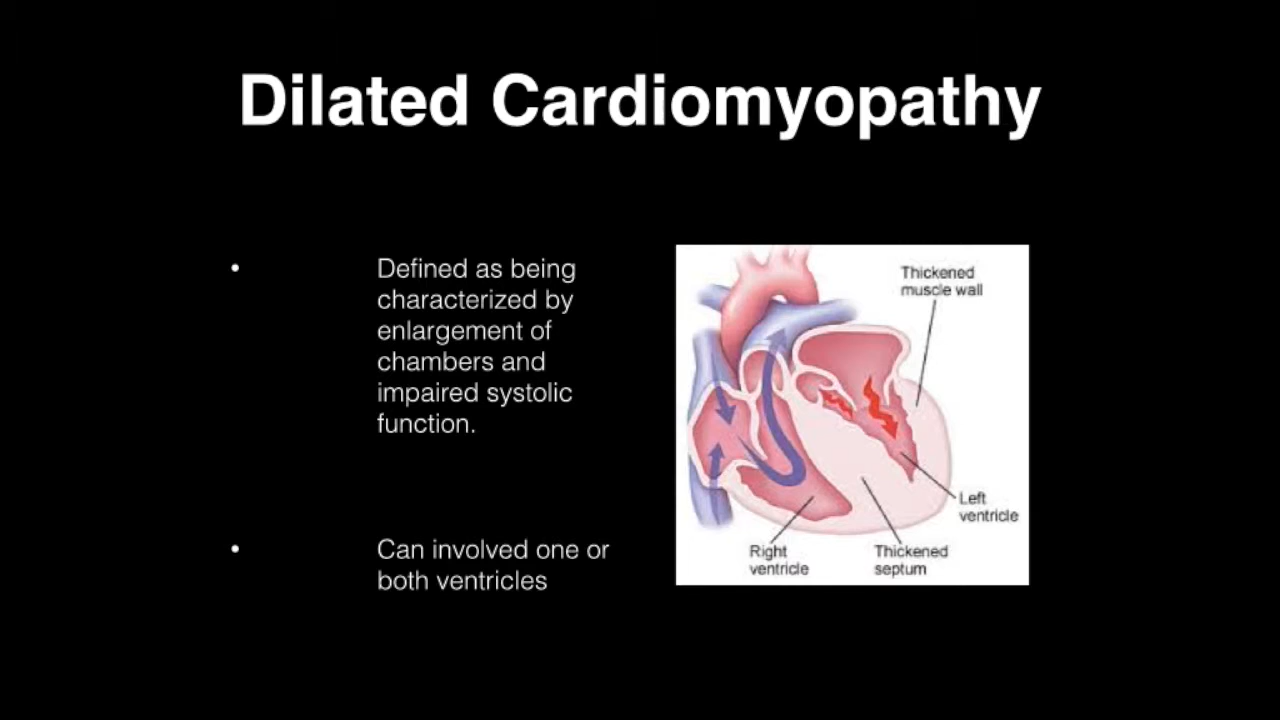 Dilated Cardiomyopathy
• Defined as being
characterized by
enlargement of
chambers and
impaired systolic
function.
• Can involved one or
both ventricles
Thickened
muscle wall
Left
ventricle
Right
ventricle
Thickened
septum